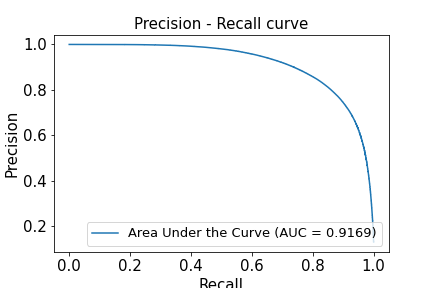 Precision - Recall curve
1.0
0.8
0.6
0.4
0.2
Precision
Area Under the Curve (AUC = 0.9169)
0.0 0.2 0.4 0.6 0.8 1.0
Recall